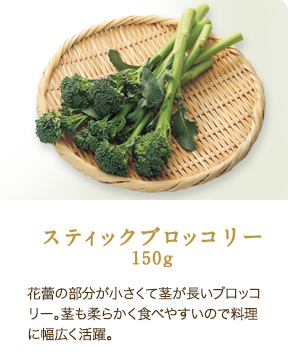 スティックブロッコリー
150g
花蕾の部分が小さくて茎が長いブロッコ
リー。茎も柔らかく食べやすいので料理
に幅広く活躍。